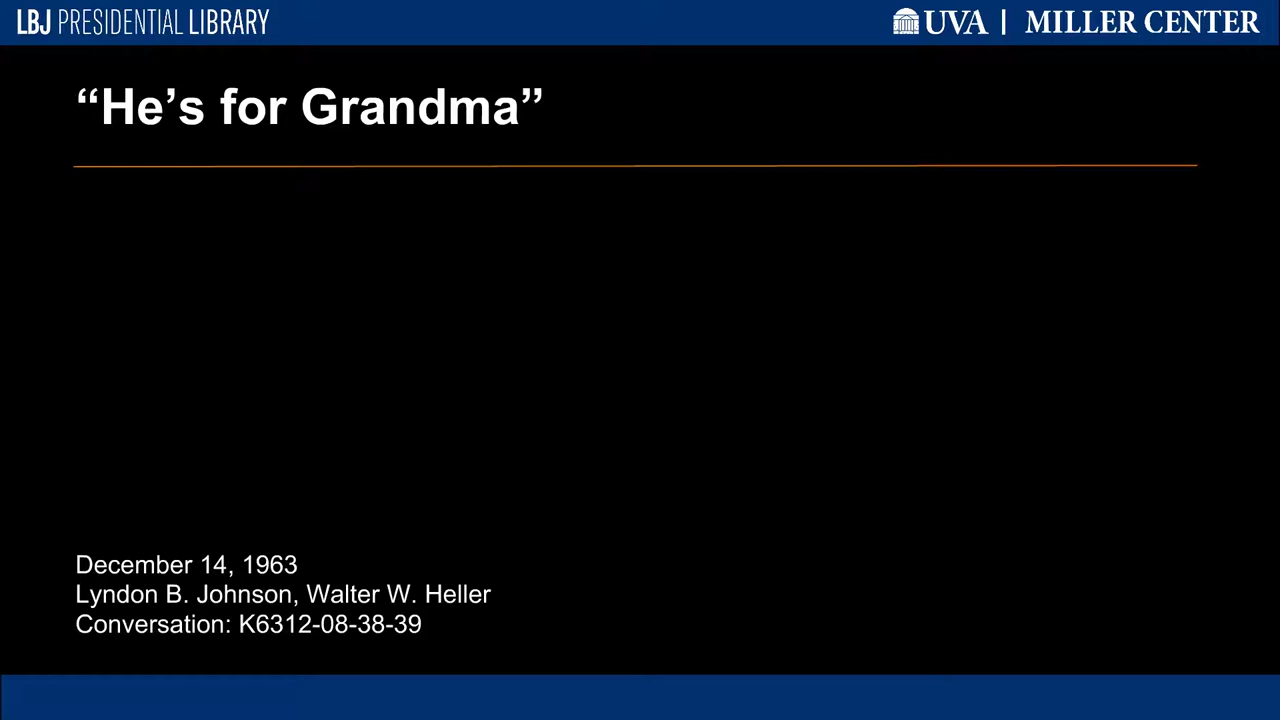 LBJ PRESIDENTIAL LIBRARY
UVA | MILLER CENTER
“He’s for Grandma”
December 14, 1963
Lyndon B. Johnson, Walter W. Heller
Conversation: K6312-08-38-39